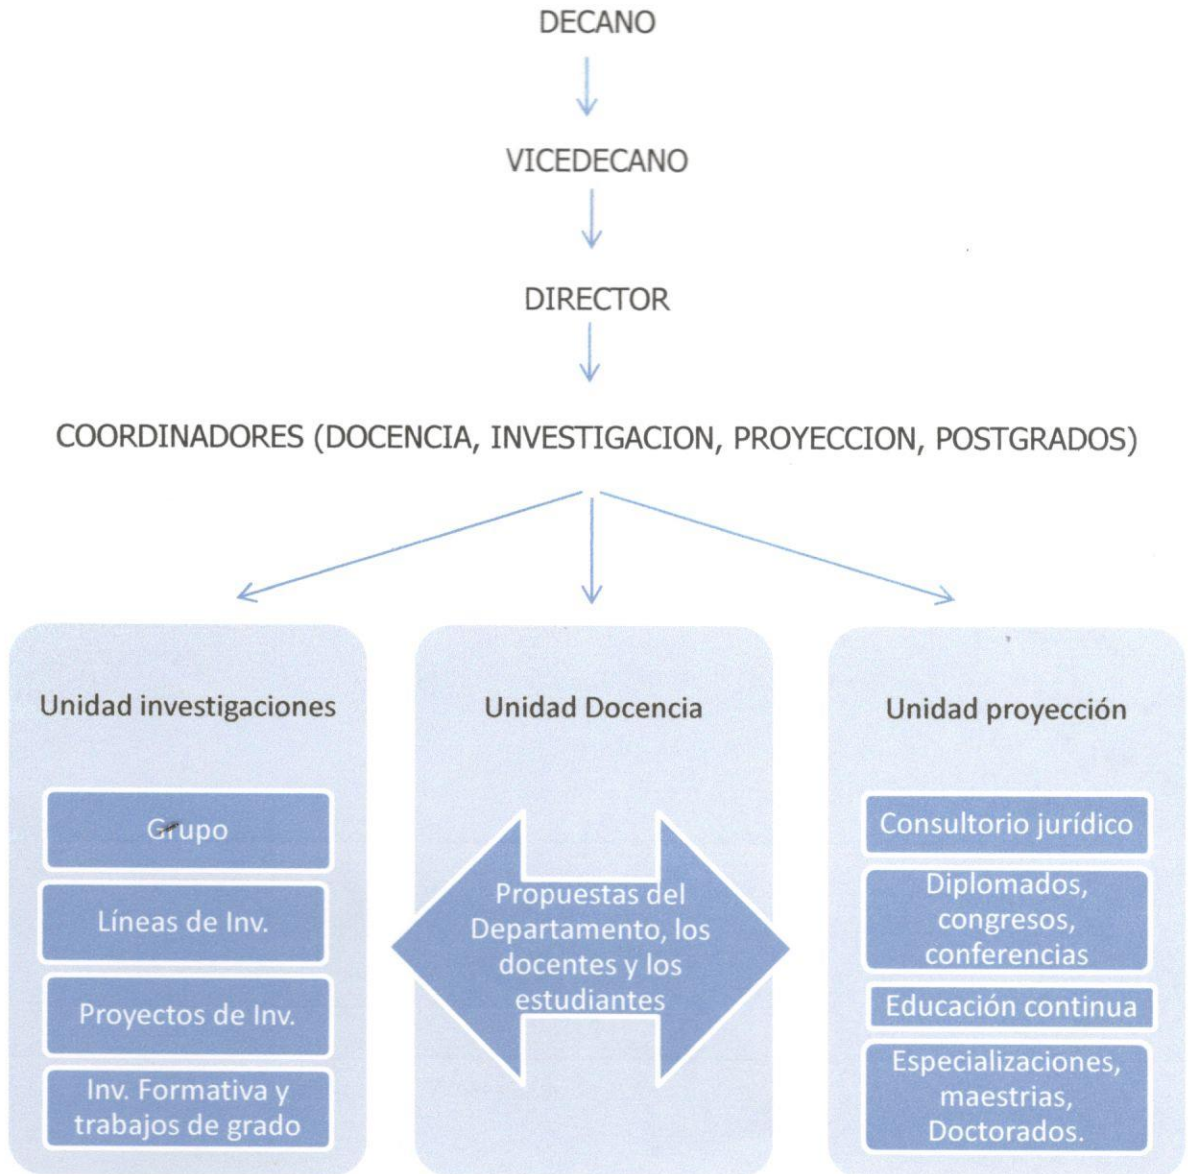 DECANO
VICEDECANO
DIRECTOR
COORDINADORES (DOCENCIA, INVESTIGACION, PROYECCION, POSTGRADOS)
Unidad investigaciones
Grupo
Líneas de Inv.
Proyectos de Inv.
Inv. Formativa y
trabajos de grado
Unidad Docencia
Propuestas del
Departamento, los
docentes y los
estudiantes
Unidad proyección
Consultorio jurídico
Diplomados,
congresos,
conferencias
Educación continua
Especializaciones,
maestrias,
Doctorados.